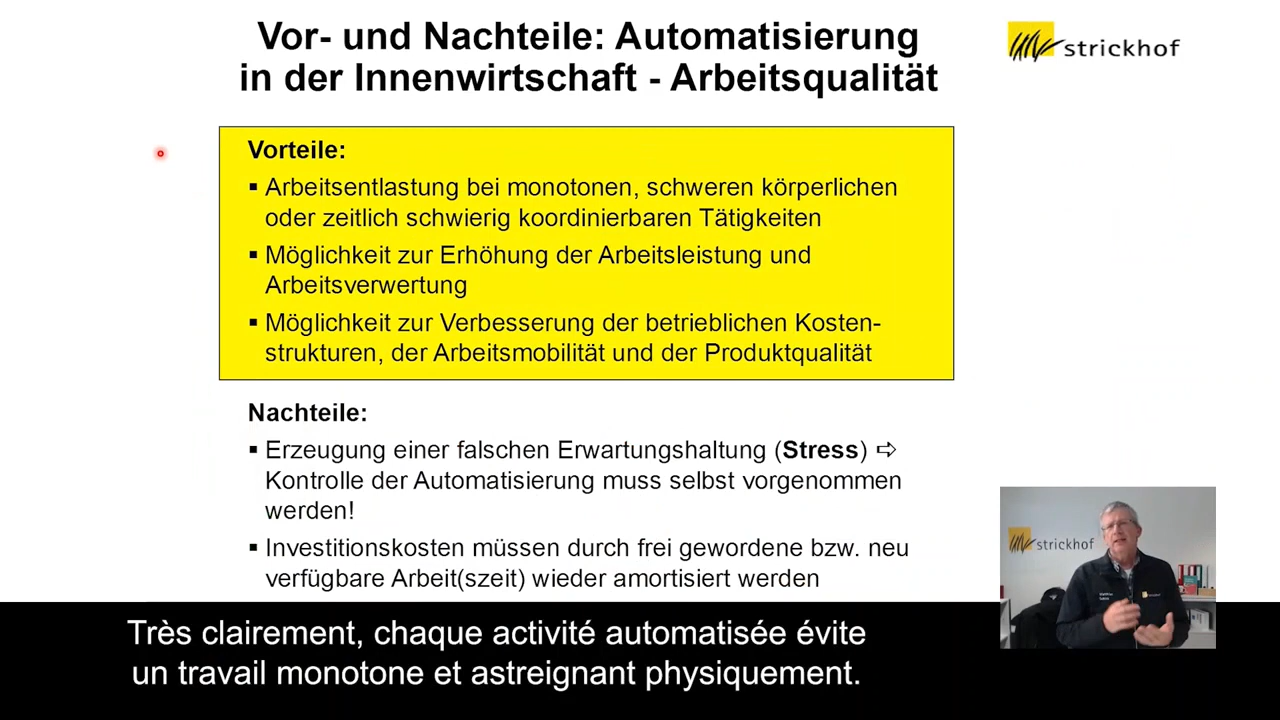 Vor- und Nachteile: Automatisierung
in der Innenwirtschaft - Arbeitsqualität
strickhof
Vorteile:
▪ Arbeitsentlastung bei monotonen, schweren körperlichen
oder zeitlich schwierig koordinierbaren Tätigkeiten
▪ Möglichkeit zur Erhöhung der Arbeitsleistung und
Arbeitsverwertung
▪ Möglichkeit zur Verbesserung der betrieblichen Kosten-
strukturen, der Arbeitsmobilität und der Produktqualität
Nachteile:
▪ Erzeugung einer falschen Erwartungshaltung (Stress) ⇨
Kontrolle der Automatisierung muss selbst vorgenommen
werden!
▪ Investitionskosten müssen durch frei gewordene bzw. neu
verfügbare Arbeit(szeit) wieder amortisiert werden
strickhof
Très clairement, chaque activité automatisée évite
un travail monotone et astreignant physiquement.